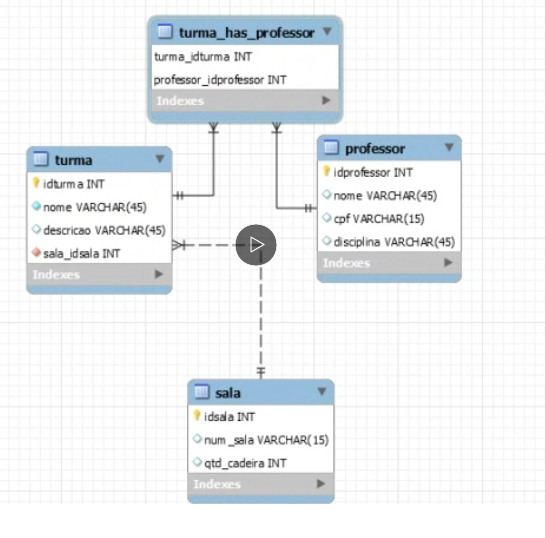 turma_has_professor
turma_idturma INT
professor_idprofessor INT
Indexes
turma
idturma INT
nome VARCHAR(45)
descricao VARCHAR(45)
sala_idsala INT
Indexes
professor
idprofessor INT
nome VARCHAR(45)
cpf VARCHAR(15)
disciplina VARCHAR(45)
Indexes
sala
idsala INT
num_sala VARCHAR(15)
qtd_cadeira INT
Indexes